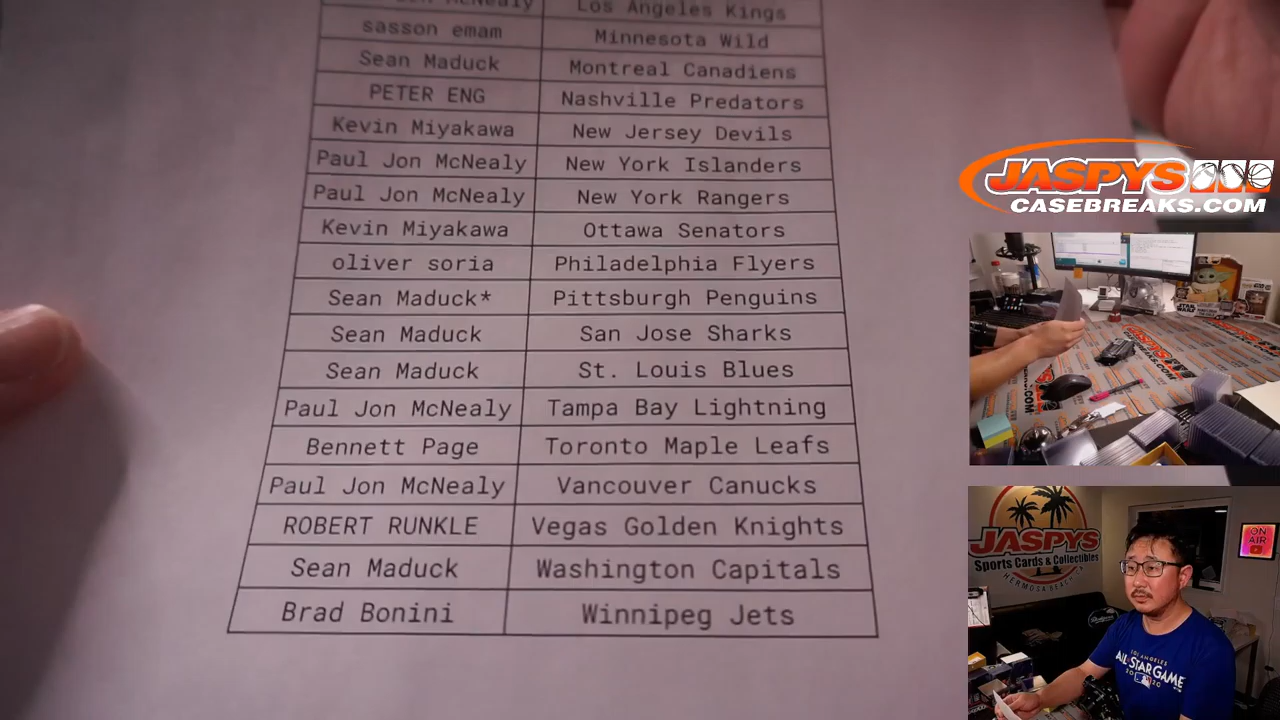 Los Angeles Kings
sasson emam Minnesota Wild
Sean Maduck Montreal Canadiens
PETER ENG Nashville Predators
Kevin Miyakawa New Jersey Devils
Paul Jon McNealy New York Islanders
Paul Jon McNealy New York Rangers
Kevin Miyakawa Ottawa Senators
oliver soria Philadelphia Flyers
Sean Maduck* Pittsburgh Penguins
Sean Maduck San Jose Sharks
Sean Maduck St. Louis Blues
Paul Jon McNealy Tampa Bay Lightning
Bennett Page Toronto Maple Leafs
Paul Jon McNealy Vancouver Canucks
ROBERT RUNKLE Vegas Golden Knights
Sean Maduck Washington Capitals
Brad Bonini Winnipeg Jets
JASPYS
CASEBREAKS.COM
JASPYS
Sports Cards & Collectibles
HERMOSA BEACH
ON AIR
LOS ANGELES
ALL STAR GAME